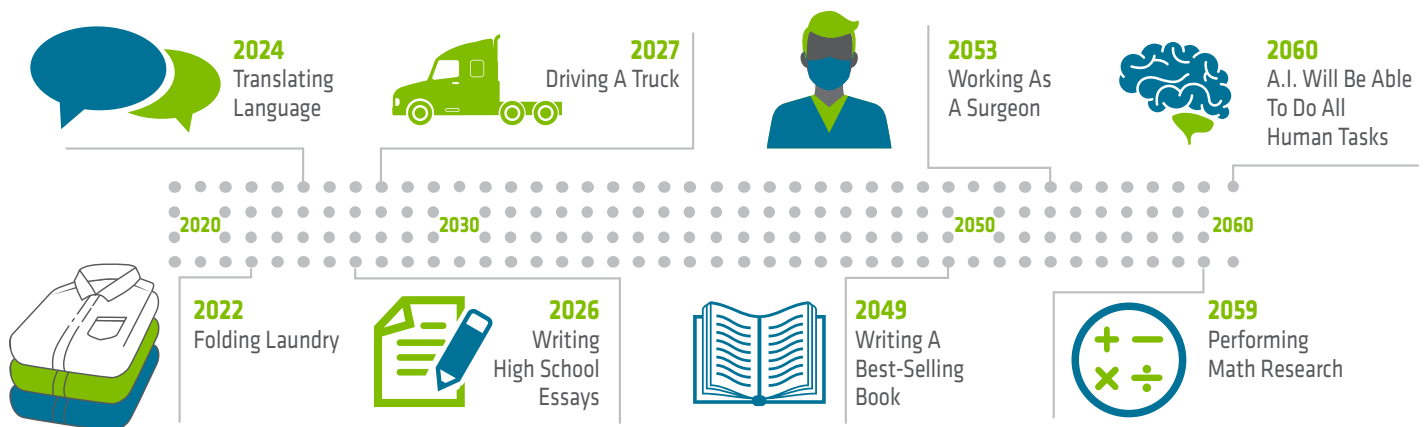 2024
Translating
Language
2027
Driving A Truck
2053
Working As
A Surgeon
2060
A.I. Will Be Able
To Do All
Human Tasks
2020
2030
2050
2060
2022
Folding Laundry
2026
Writing
High School
Essays
2049
Writing A
Best-Selling
Book
2059
Performing
Math Research